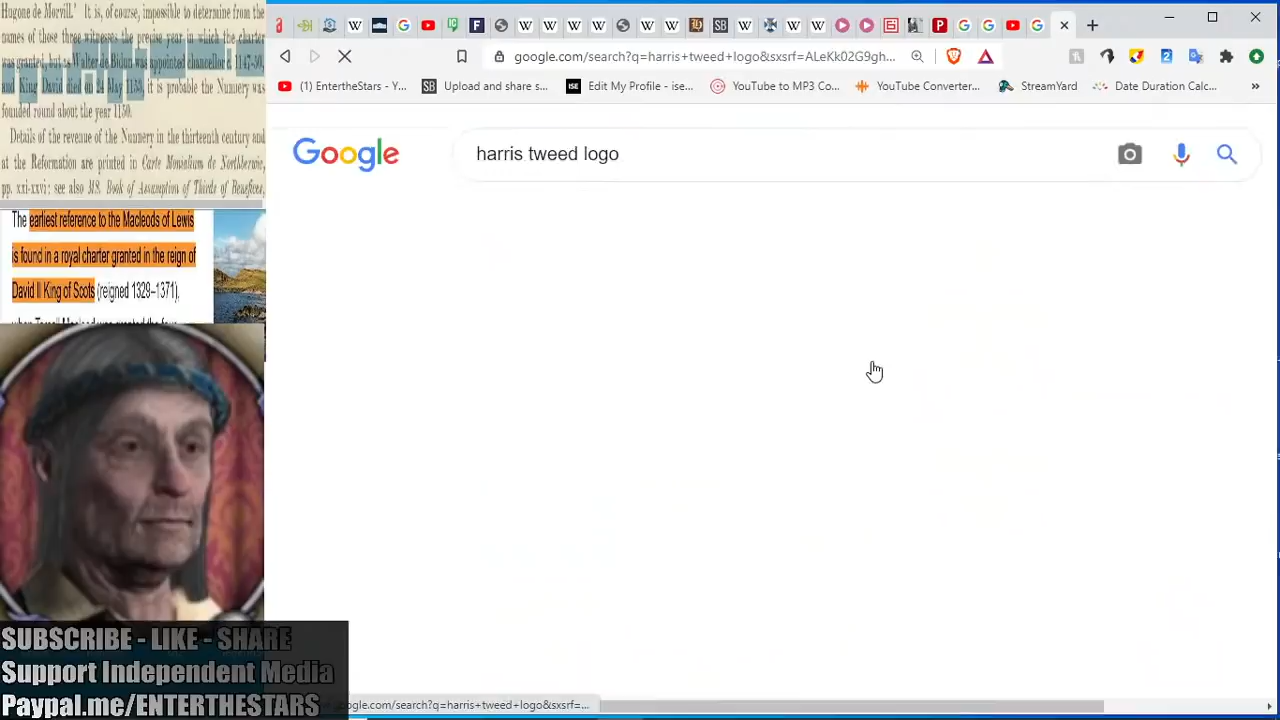 Hugone de Morvill.' It is, of course, impossible to determine from the
names of those three witnesses the precise year in which the charter
was granted, but as Walter de Bidun was appointed chancellor in 1147-50,
and King David died on 24 May 1153, it is probable the Nunnery was
founded round about the year 1150.
Details of the revenue of the Nunnery in the thirteenth century and
at the Reformation are printed in Carte Monialium de Northberwic,
pp. xxi-xxvi; see also MS. Book of Assumption of Thirds of Benefices,
The earliest reference to the Macleods of Lewis
is found in a royal charter granted in the reign of
David II King of Scots (reigned 1329–1371),
google.com/search?q=harris+tweed+logo&sxsrf=ALeKk02G9gh...
(1) EntertheStars - Y...
Upload and share s...
Edit My Profile - ise...
YouTube to MP3 Co...
YouTube Converter...
StreamYard
Date Duration Calc...
Google
harris tweed logo
SUBSCRIBE - LIKE - SHARE
Support Independent Media
Paypal.me/ENTERTHESTARS
google.com/search?q=harris+tweed+logo&sxsrf=...